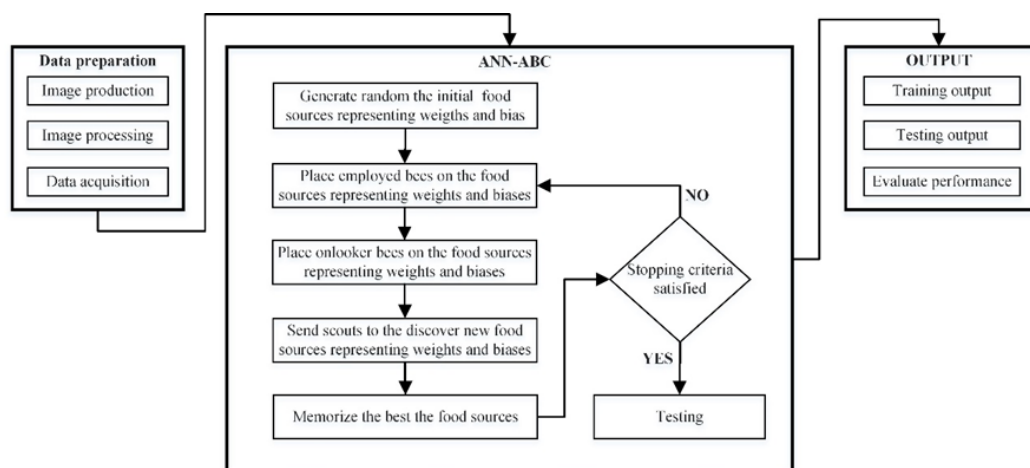 Data preparation
Image production
Image processing
Data acquisition
ANN-ABC
Generate random the initial food
sources representing weigths and bias
Place employed bees on the food
sources representing weights and biases
Place onlooker bees on the food sources
representing weights and biases
Send scouts to the discover new food
sources representing weights and biases
Memorize the best the food sources
NO
Stopping criteria
satisfied
YES
Testing
OUTPUT
Training output
Testing output
Evaluate performance